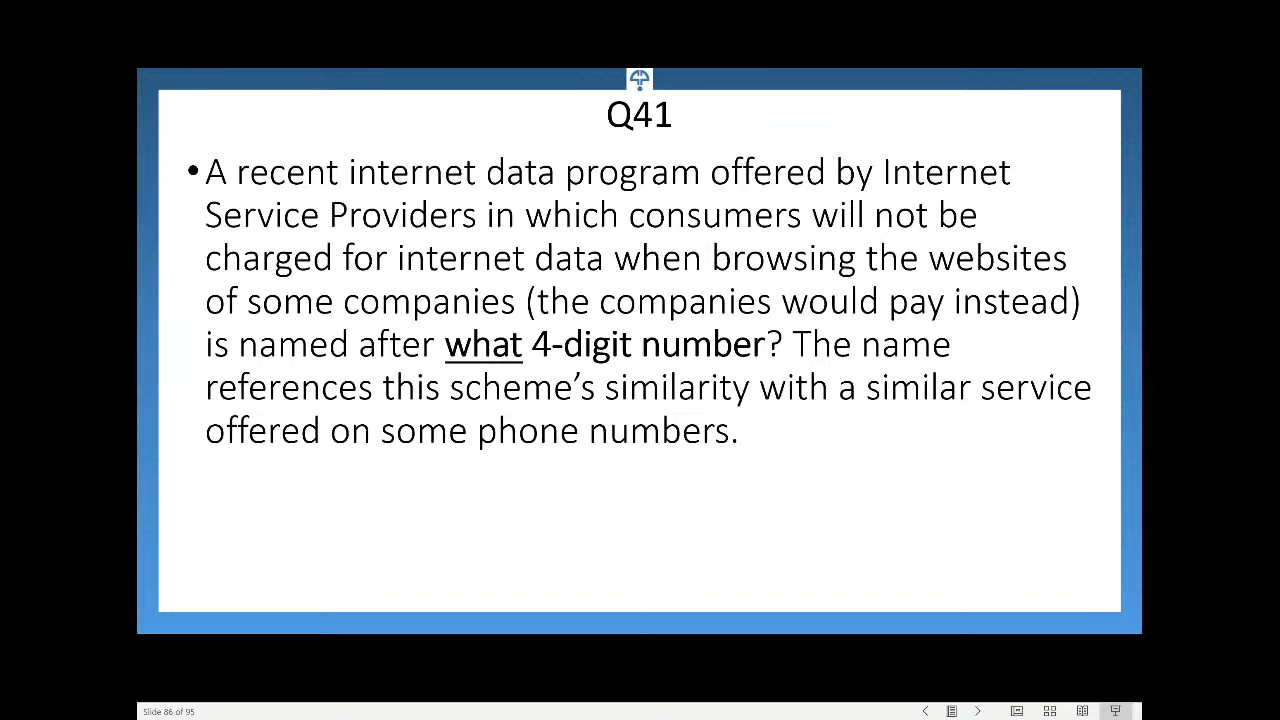 Q41
•A recent internet data program offered by Internet
Service Providers in which consumers will not be
charged for internet data when browsing the websites
of some companies (the companies would pay instead)
is named after what 4-digit number? The name
references this scheme’s similarity with a similar service
offered on some phone numbers.
Slide 86 of 95